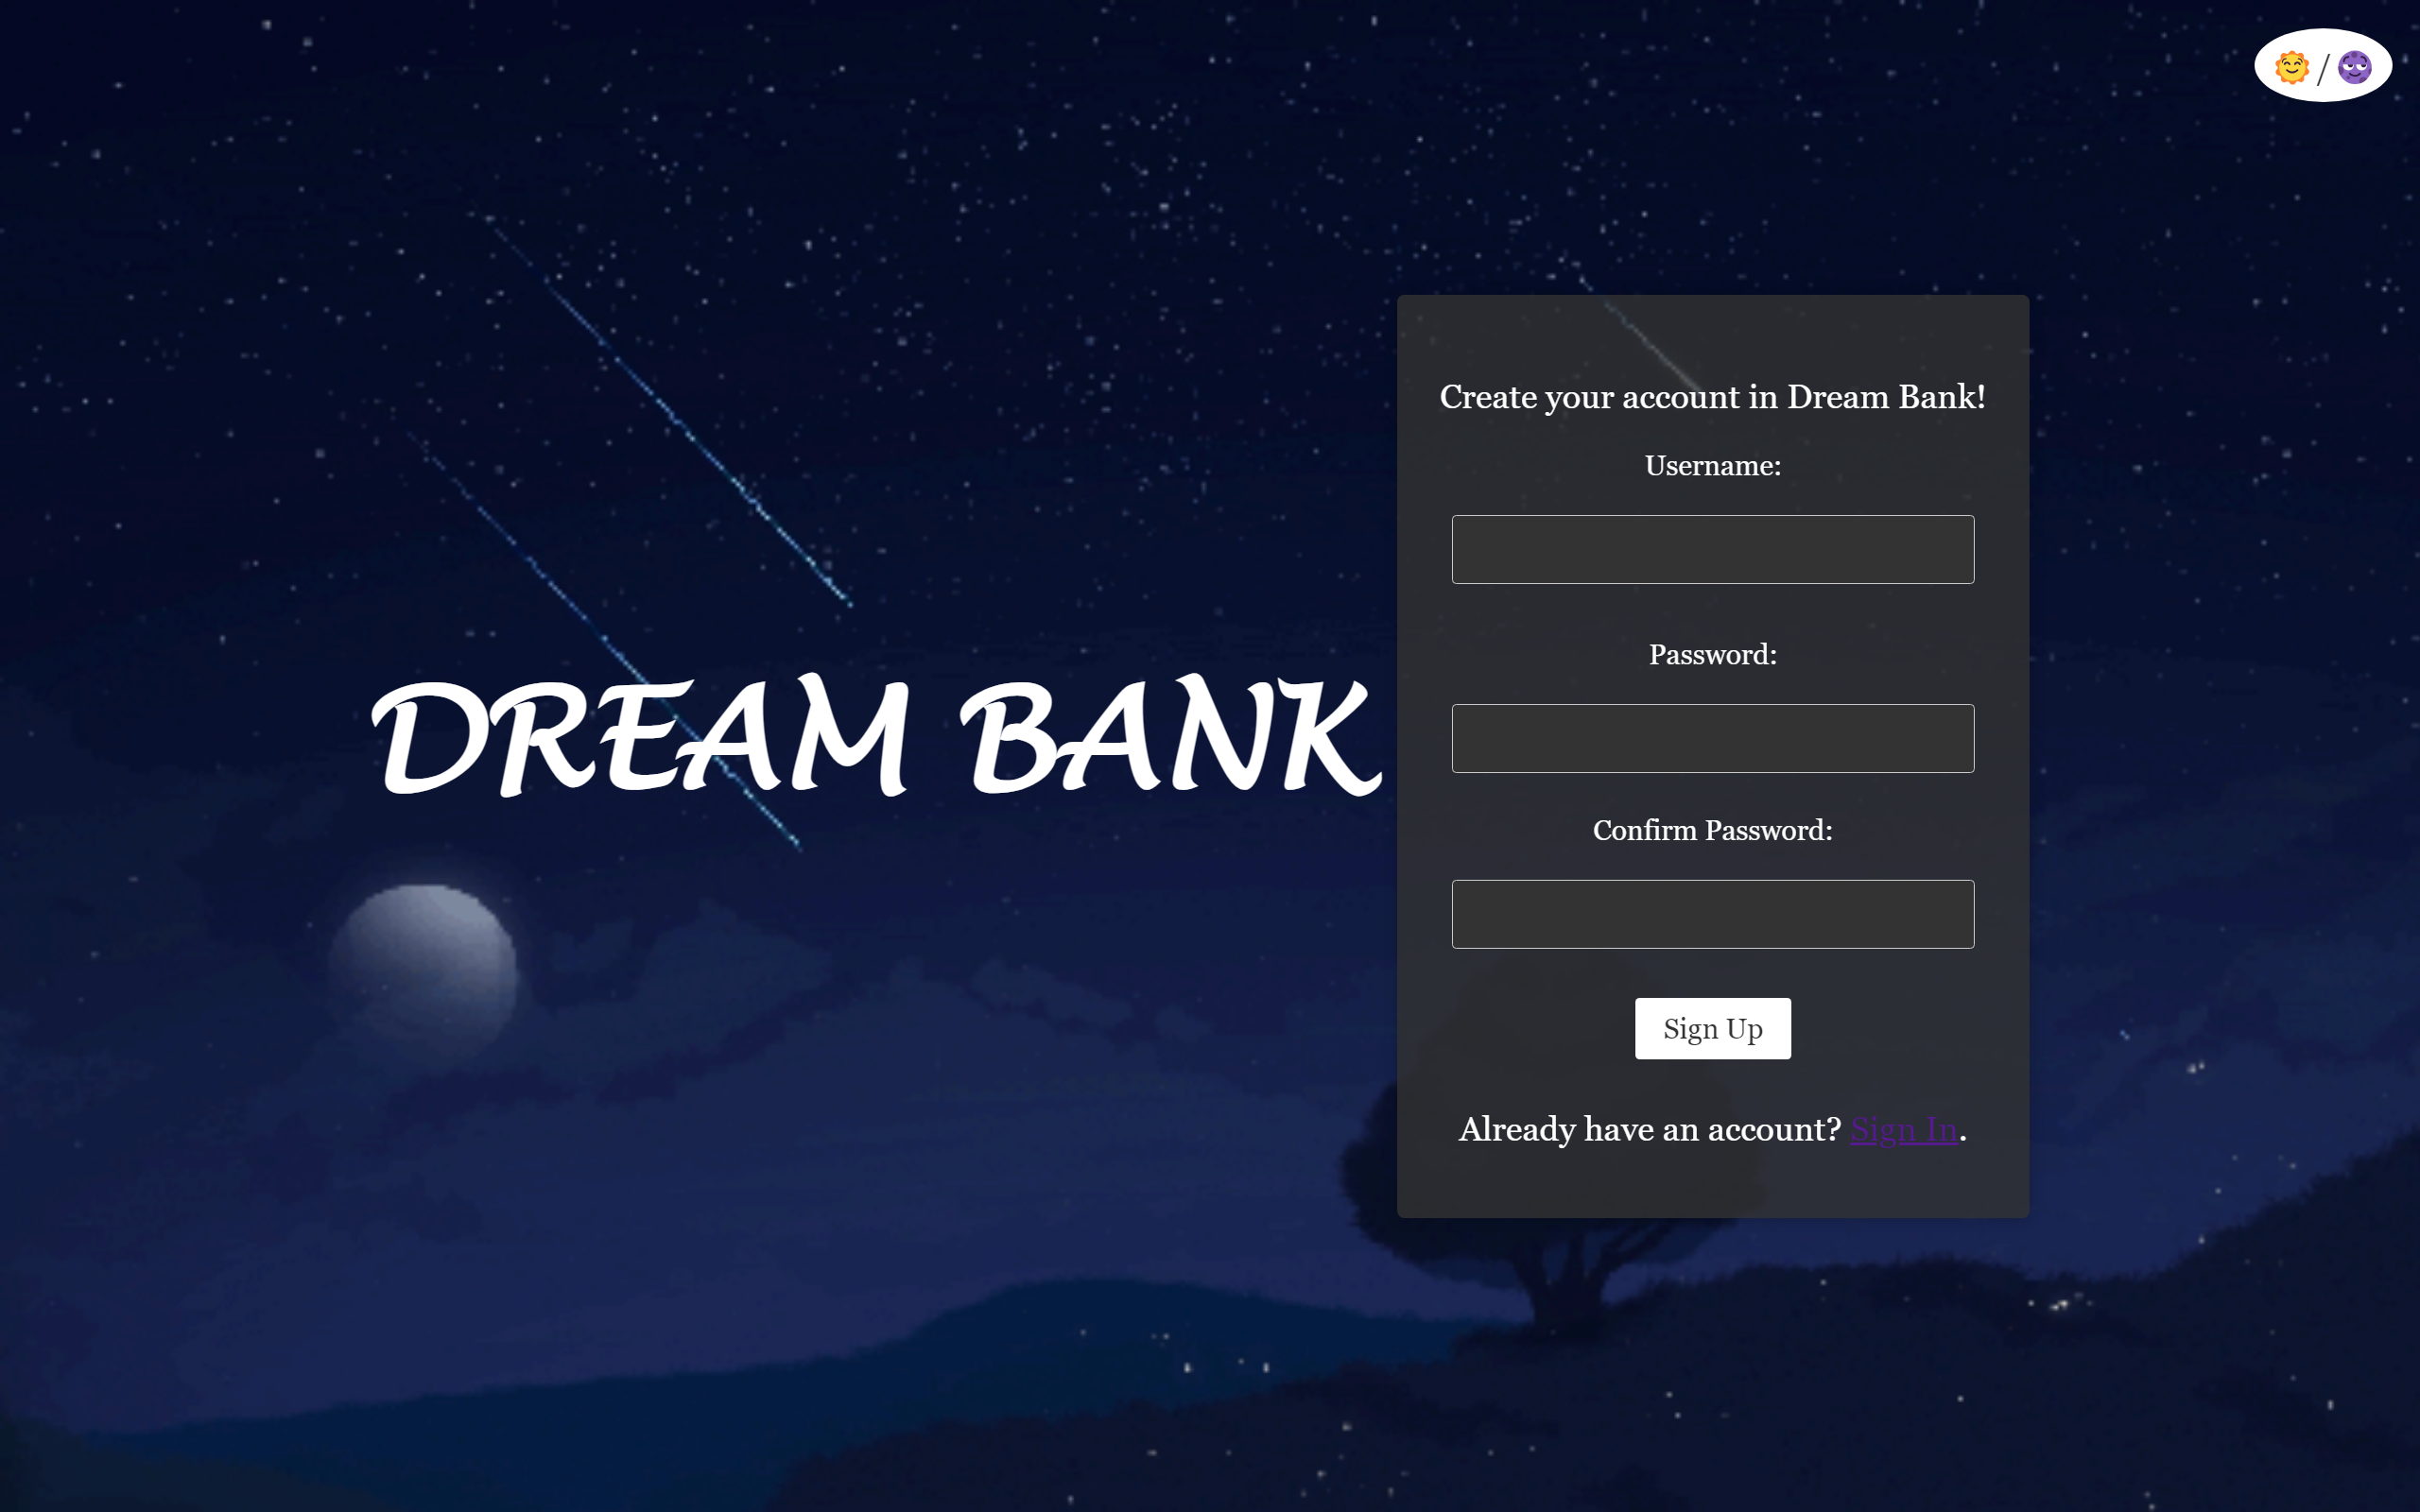 /
DREAM BANK
Create your account in Dream Bank!
Username:
Password:
Confirm Password:
Sign Up
Already have an account? Sign In.